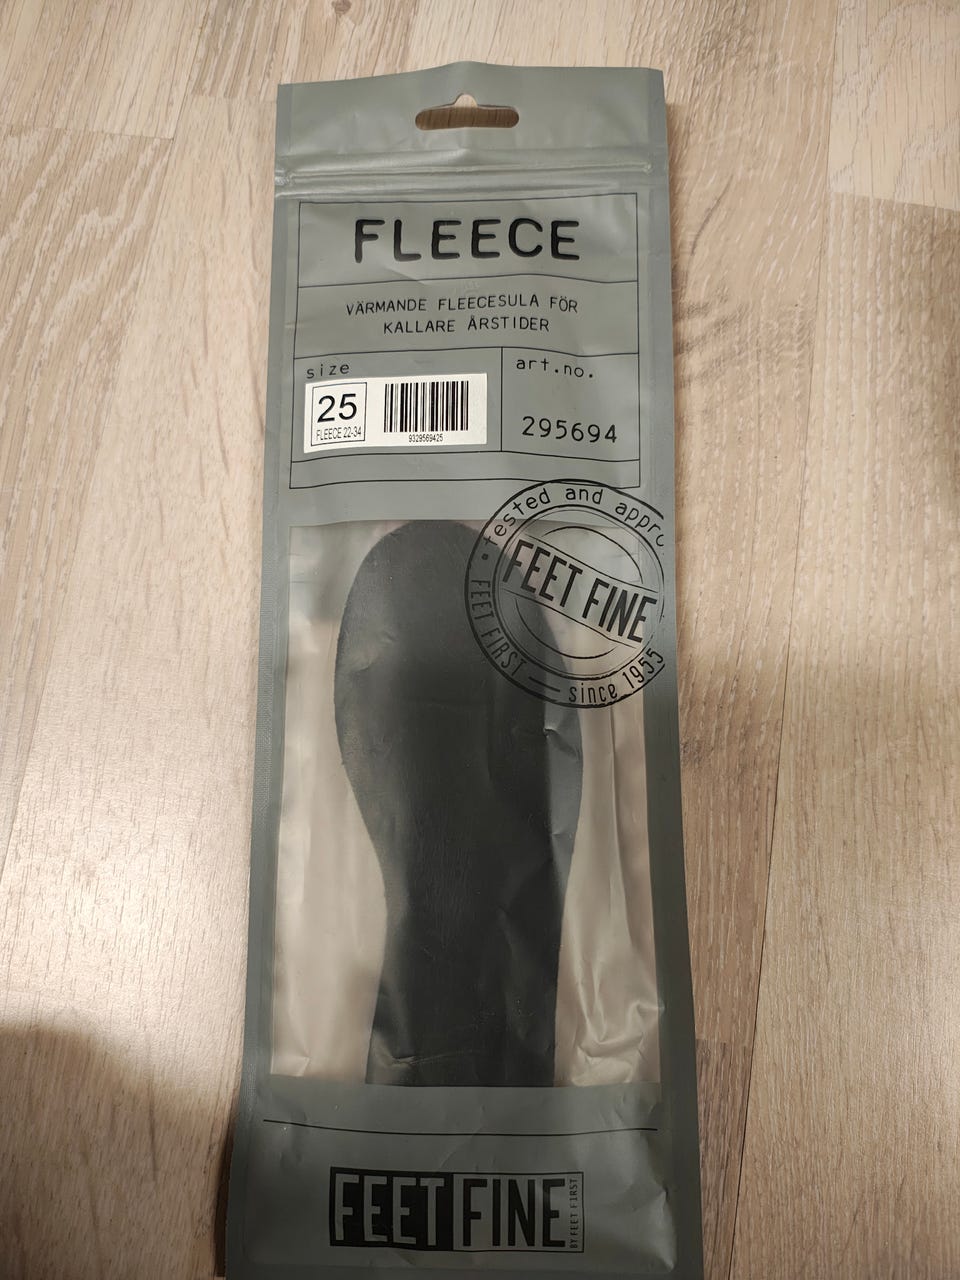 FLEECE
VÄRMANDE FLEECESULA FÖR
KALLARE ÅRSTIDER
size
art.no.
25
FLEECE 22-34
9329569425
295694
tested and appro
FEET FINE
FEET FIRST
since 1955
FEET FINE
BY FEET FIRST